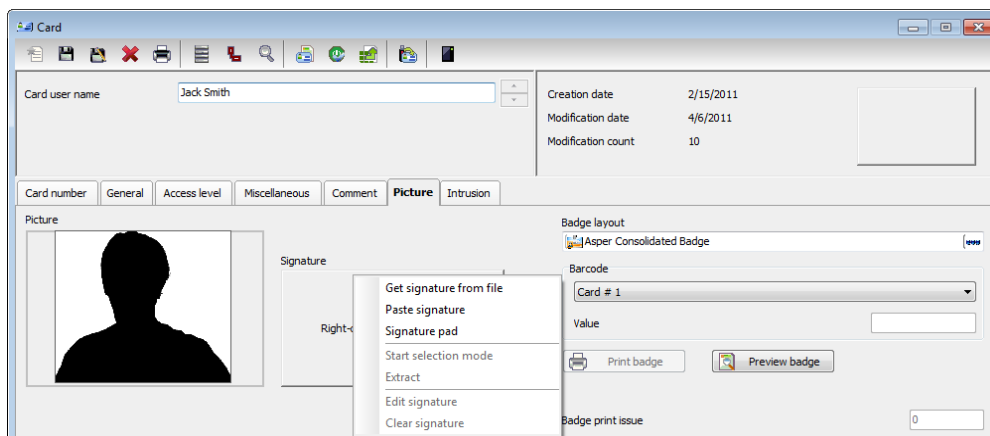 Card
Card user name
Jack Smith
Creation date 2/15/2011
Modification date 4/6/2011
Modification count 10
Card number General Access level Miscellaneous Comment Picture Intrusion
Picture
Signature
Right-
Get signature from file
Paste signature
Signature pad
Start selection mode
Extract
Edit signature
Clear signature
Badge layout
Asper Consolidated Badge
Barcode
Card # 1
Value
Print badge Preview badge
Badge print issue 0